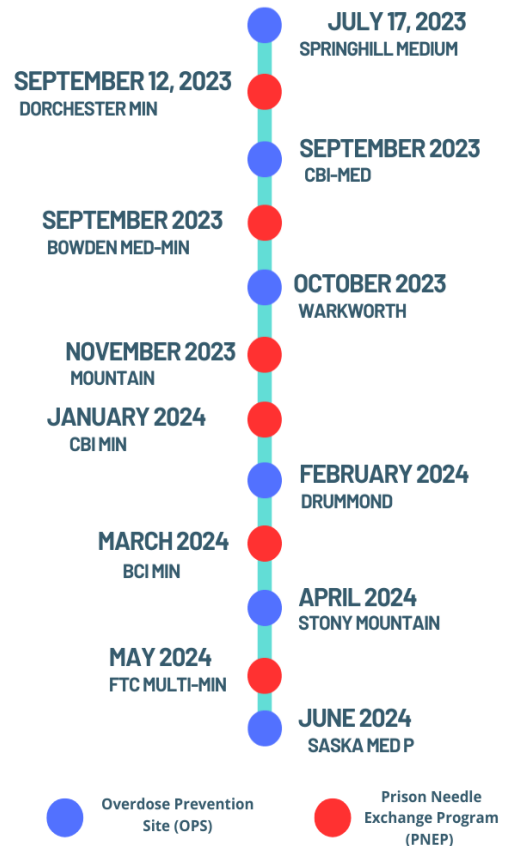 JULY 17, 2023
SPRINGHILL MEDIUM
SEPTEMBER 12, 2023
DORCHESTER MIN
SEPTEMBER 2023
CBI-MED
SEPTEMBER 2023
BOWDEN MED-MIN
OCTOBER 2023
WARKWORTH
NOVEMBER 2023
MOUNTAIN
JANUARY 2024
CBI MIN
FEBRUARY 2024
DRUMMOND
MARCH 2024
BCI MIN
APRIL 2024
STONY MOUNTAIN
MAY 2024
FTC MULTI-MIN
JUNE 2024
SASKA MED P
Overdose Prevention
Site (OPS)
Prison Needle
Exchange Program
(PNEP)